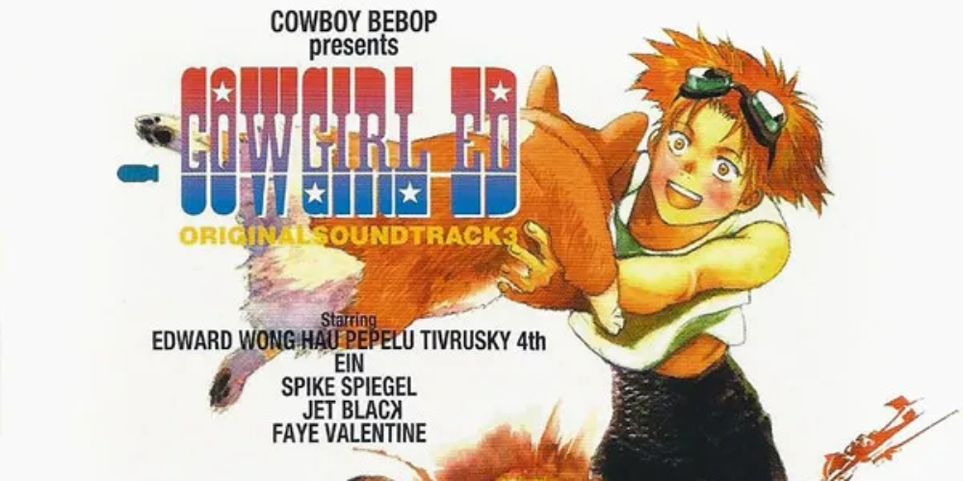 COWBOY BEBOP
presents
COWGIRL ED
ORIGINALSOUNDTRACK3
Starring
EDWARD WONG HAU PEPELU TIVRUSKY 4th
EIN
SPIKE SPIEGEL
JET BLACK
FAYE VALENTINE